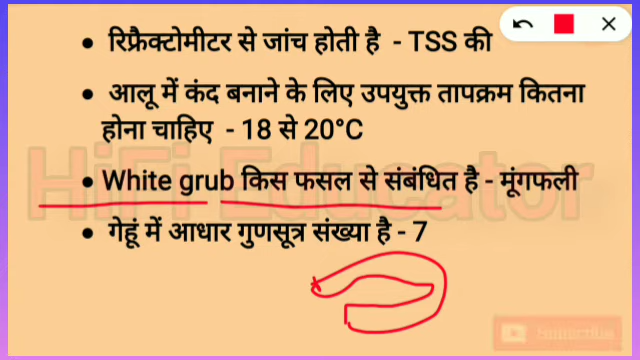 • रिफ्रैक्टोमीटर से जांच होती है - TSS की
• आलू में कंद बनाने के लिए उपयुक्त तापक्रम कितना
होना चाहिए - 18 से 20°C
• White grub किस फसल से संबंधित है - मूंगफली
HiFi Educator
• गेहूं में आधार गुणसूत्र संख्या है - 7